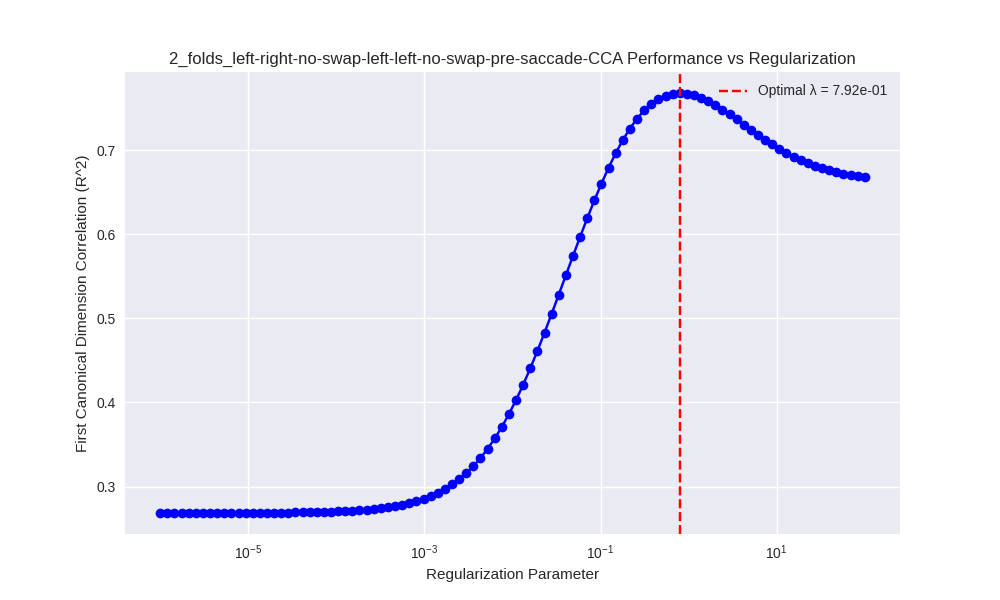 2_folds_left-right-no-swap-left-left-no-swap-pre-saccade-CCA Performance vs Regularization
Optimal λ = 7.92e-01
First Canonical Dimension Correlation (R^2)
0.7
0.6
0.5
0.4
0.3
10⁻⁵
10⁻³
10⁻¹
10¹
Regularization Parameter